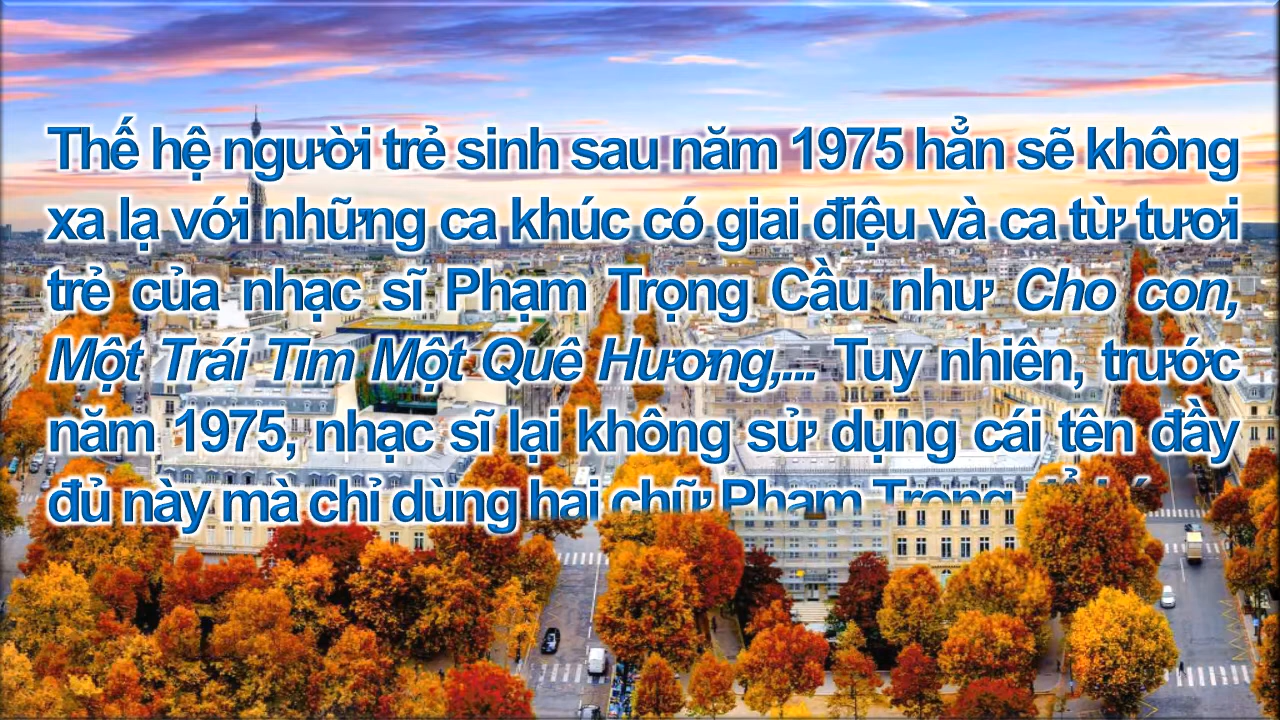 Thế hệ người trẻ sinh sau năm 1975 hẳn sẽ không
xa lạ với những ca khúc có giai điệu và ca từ tươi
trẻ của nhạc sĩ Phạm Trọng Cầu như Cho con,
Một Trái Tim Một Quê Hương,... Tuy nhiên, trước
năm 1975, nhạc sĩ lại không sử dụng cái tên đầy
đủ này mà chỉ dùng hai chữ Phạm Trọng để